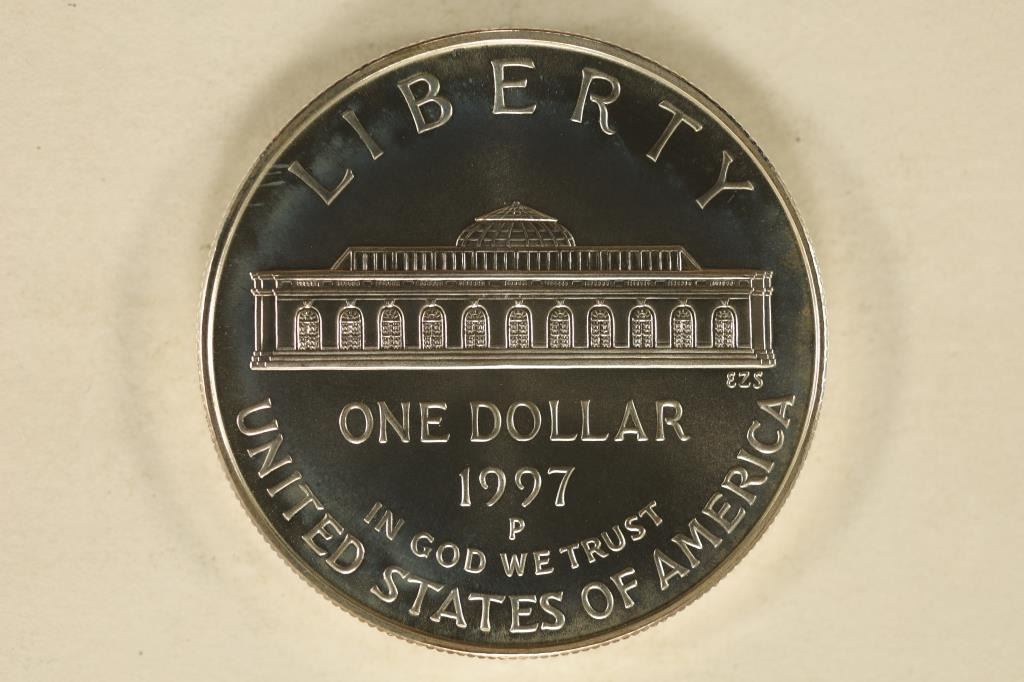 LIBERTY
EZS
ONE DOLLAR
1997
P
IN GOD WE TRUST
UNITED STATES OF AMERICA